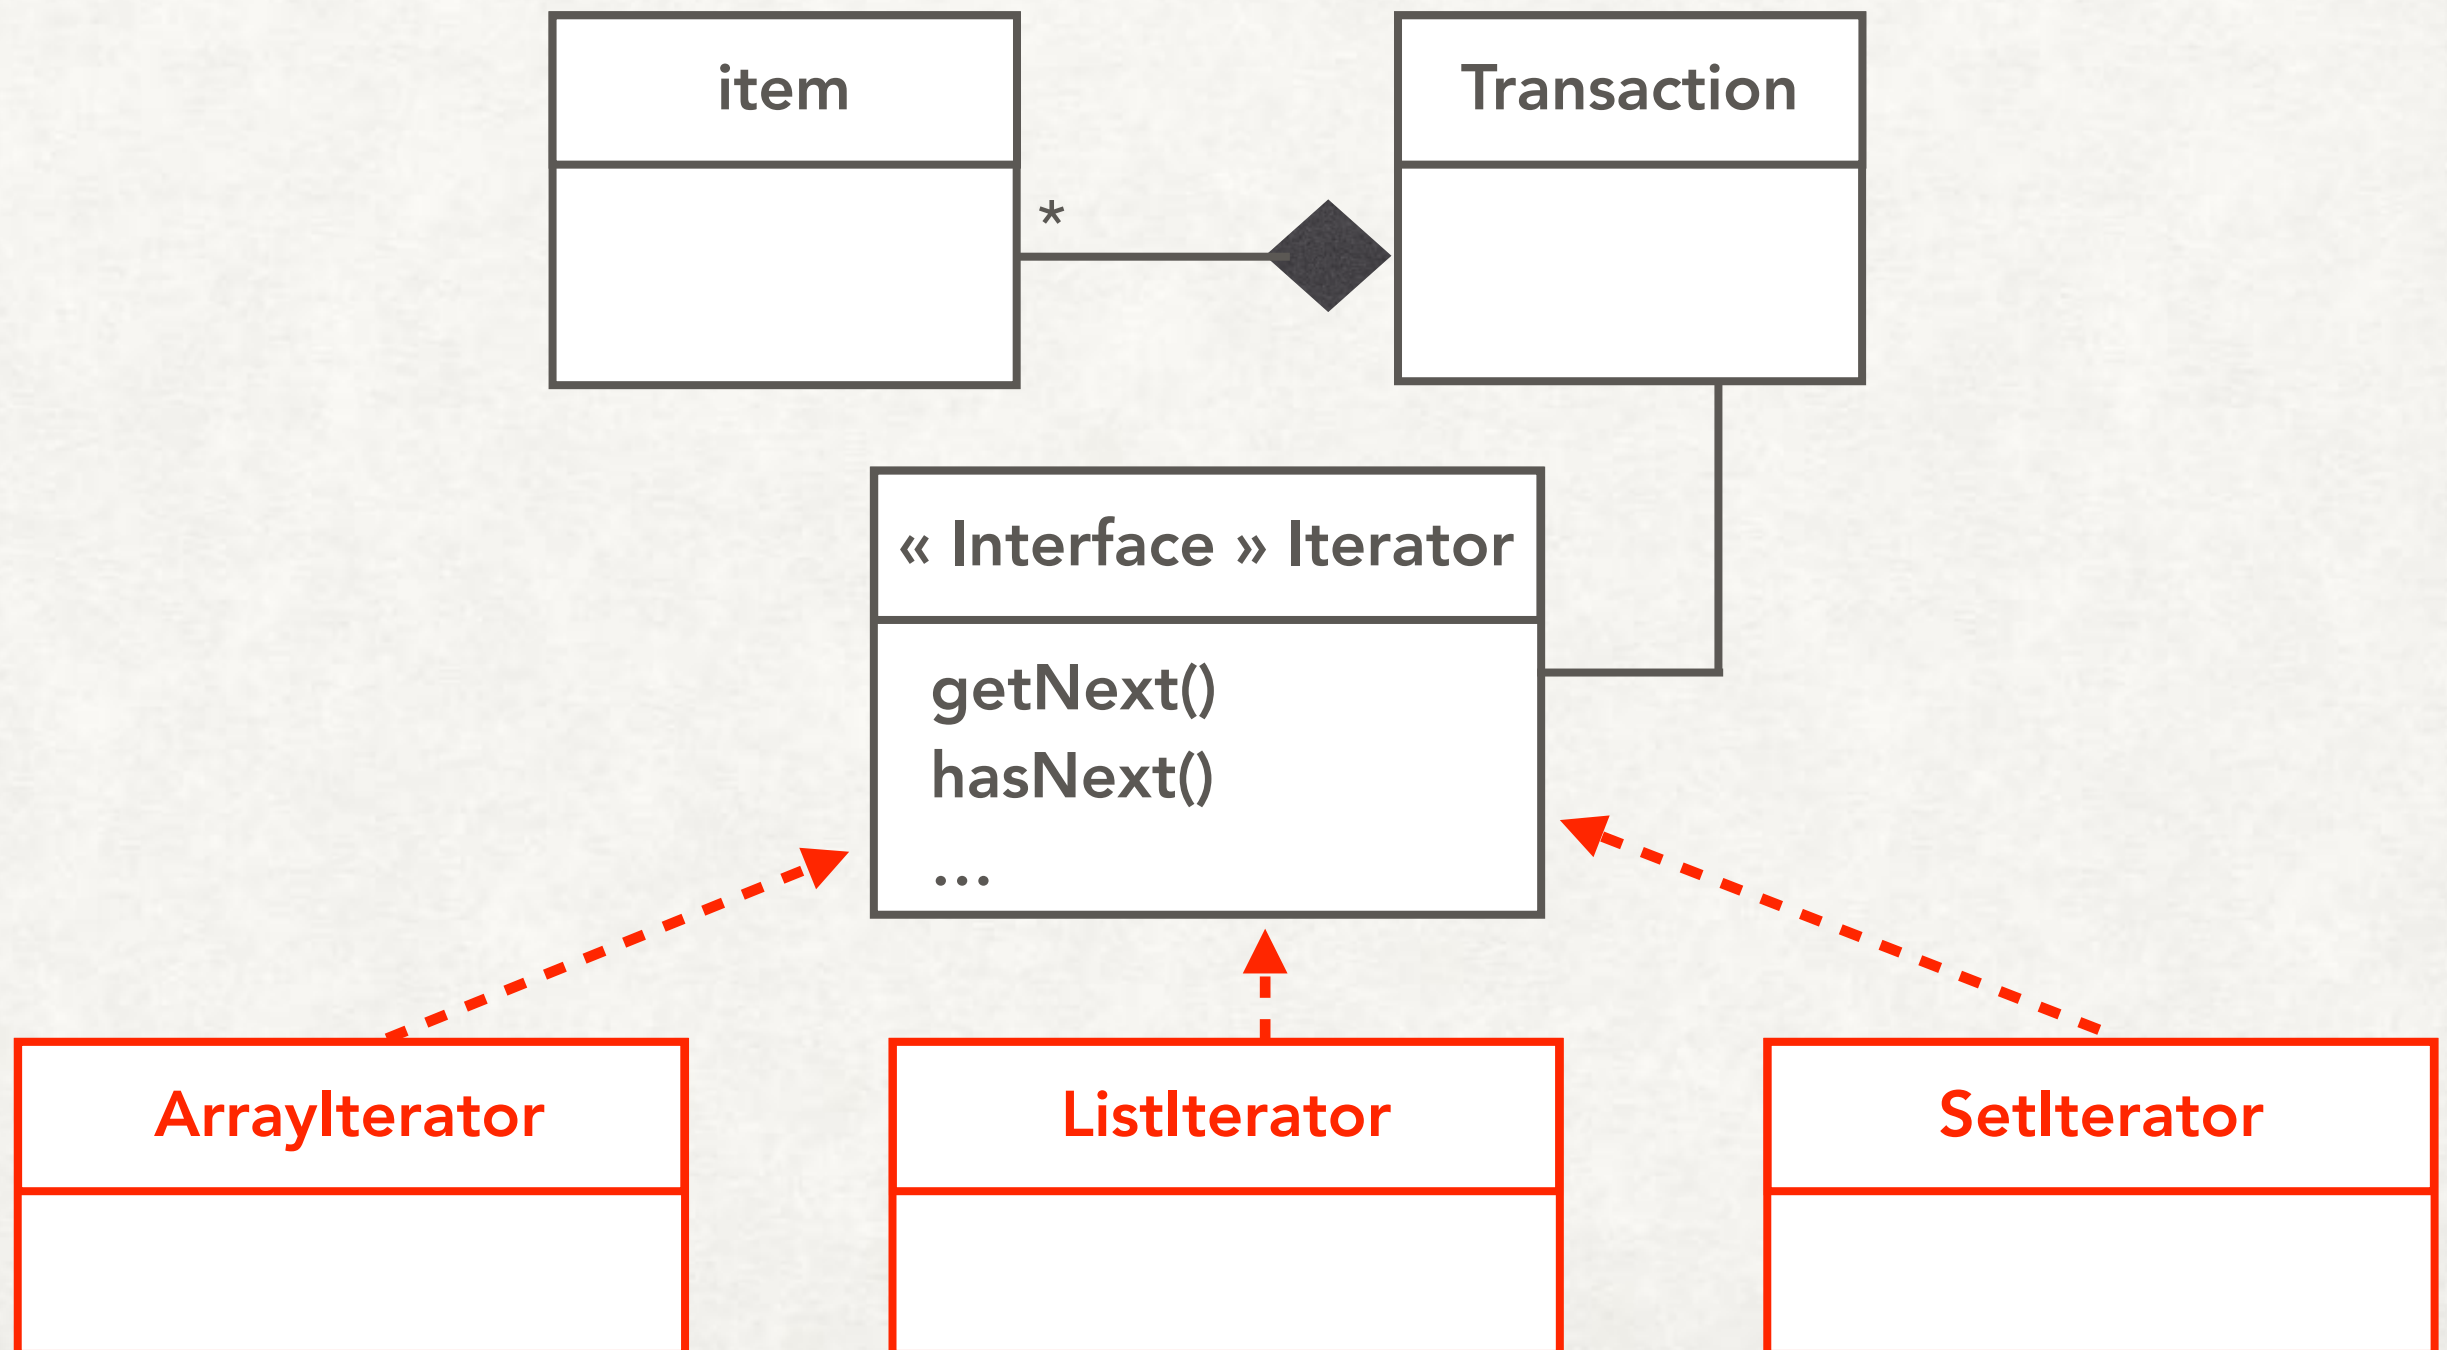 item
Transaction
*
« Interface » Iterator
getNext()
hasNext()
...
ArrayIterator
ListIterator
SetIterator